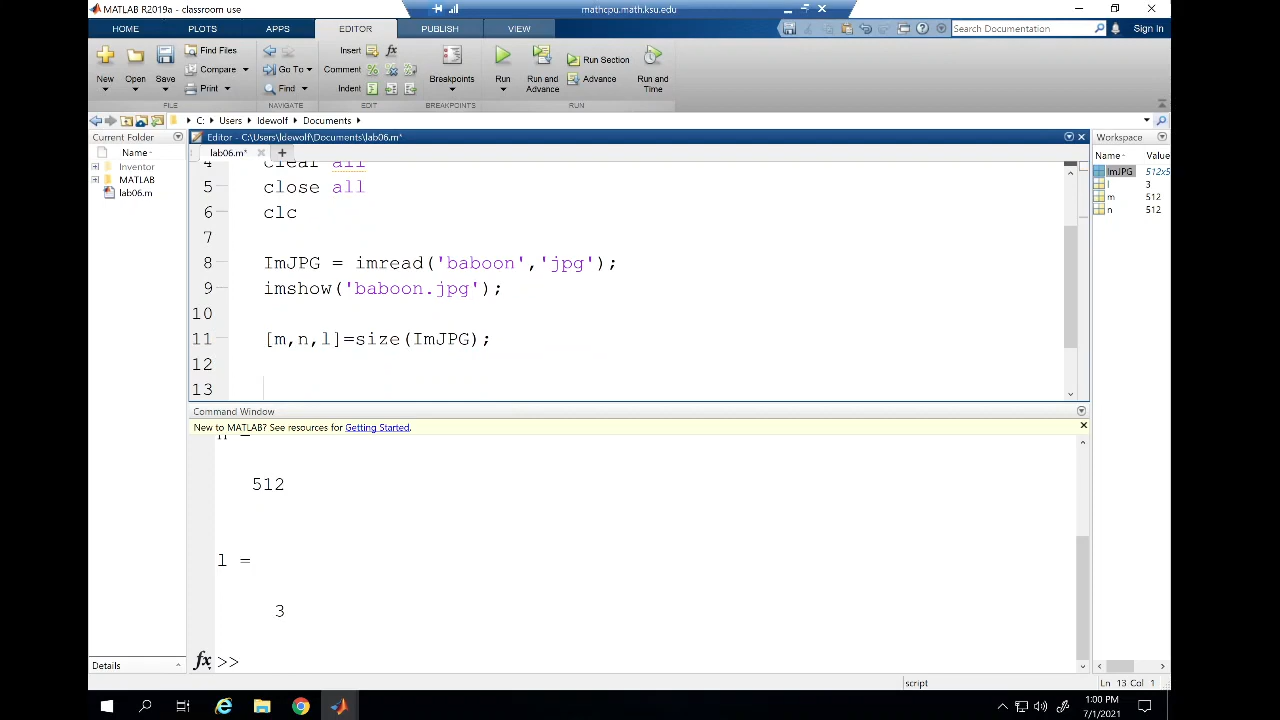 MATLAB R2019a - classroom use
mathcpu.math.ksu.edu
HOME PLOTS APPS EDITOR PUBLISH VIEW
Search Documentation
Sign In
New Open Save
Find Files
Compare
Print
FILE
Go To
Find
NAVIGATE
Insert
Comment
Indent
EDIT
Breakpoints
BREAKPOINTS
Run
Run and Advance
Run Section
Advance
Run and Time
RUN
C: Users ldewolf Documents
Current Folder
Name
Inventor
MATLAB
lab06.m
Details
Editor - C:\Users\ldewolf\Documents\lab06.m*
lab06.m*
4 clear all
5 close all
6 clc
7
8 ImJPG = imread('baboon','jpg');
9 imshow('baboon.jpg');
10
11 [m,n,l]=size(ImJPG);
12
13
Command Window
New to MATLAB? See resources for Getting Started.
n =
512
l =
3
fx >>
Workspace
Name Value
ImJPG 512x5
l 3
m 512
n 512
script
Ln 13 Col 1
1:00 PM
7/1/2021